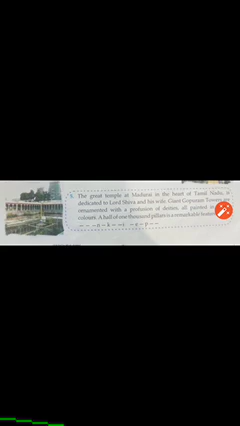 5. The great temple at Madurai in the heart of Tamil Nadu, is
dedicated to Lord Shiva and his wife. Giant Gopuram Towers are
ornamented with a profusion of domes, all painted in
colours. A hall of one thousand pillars is a remarkable